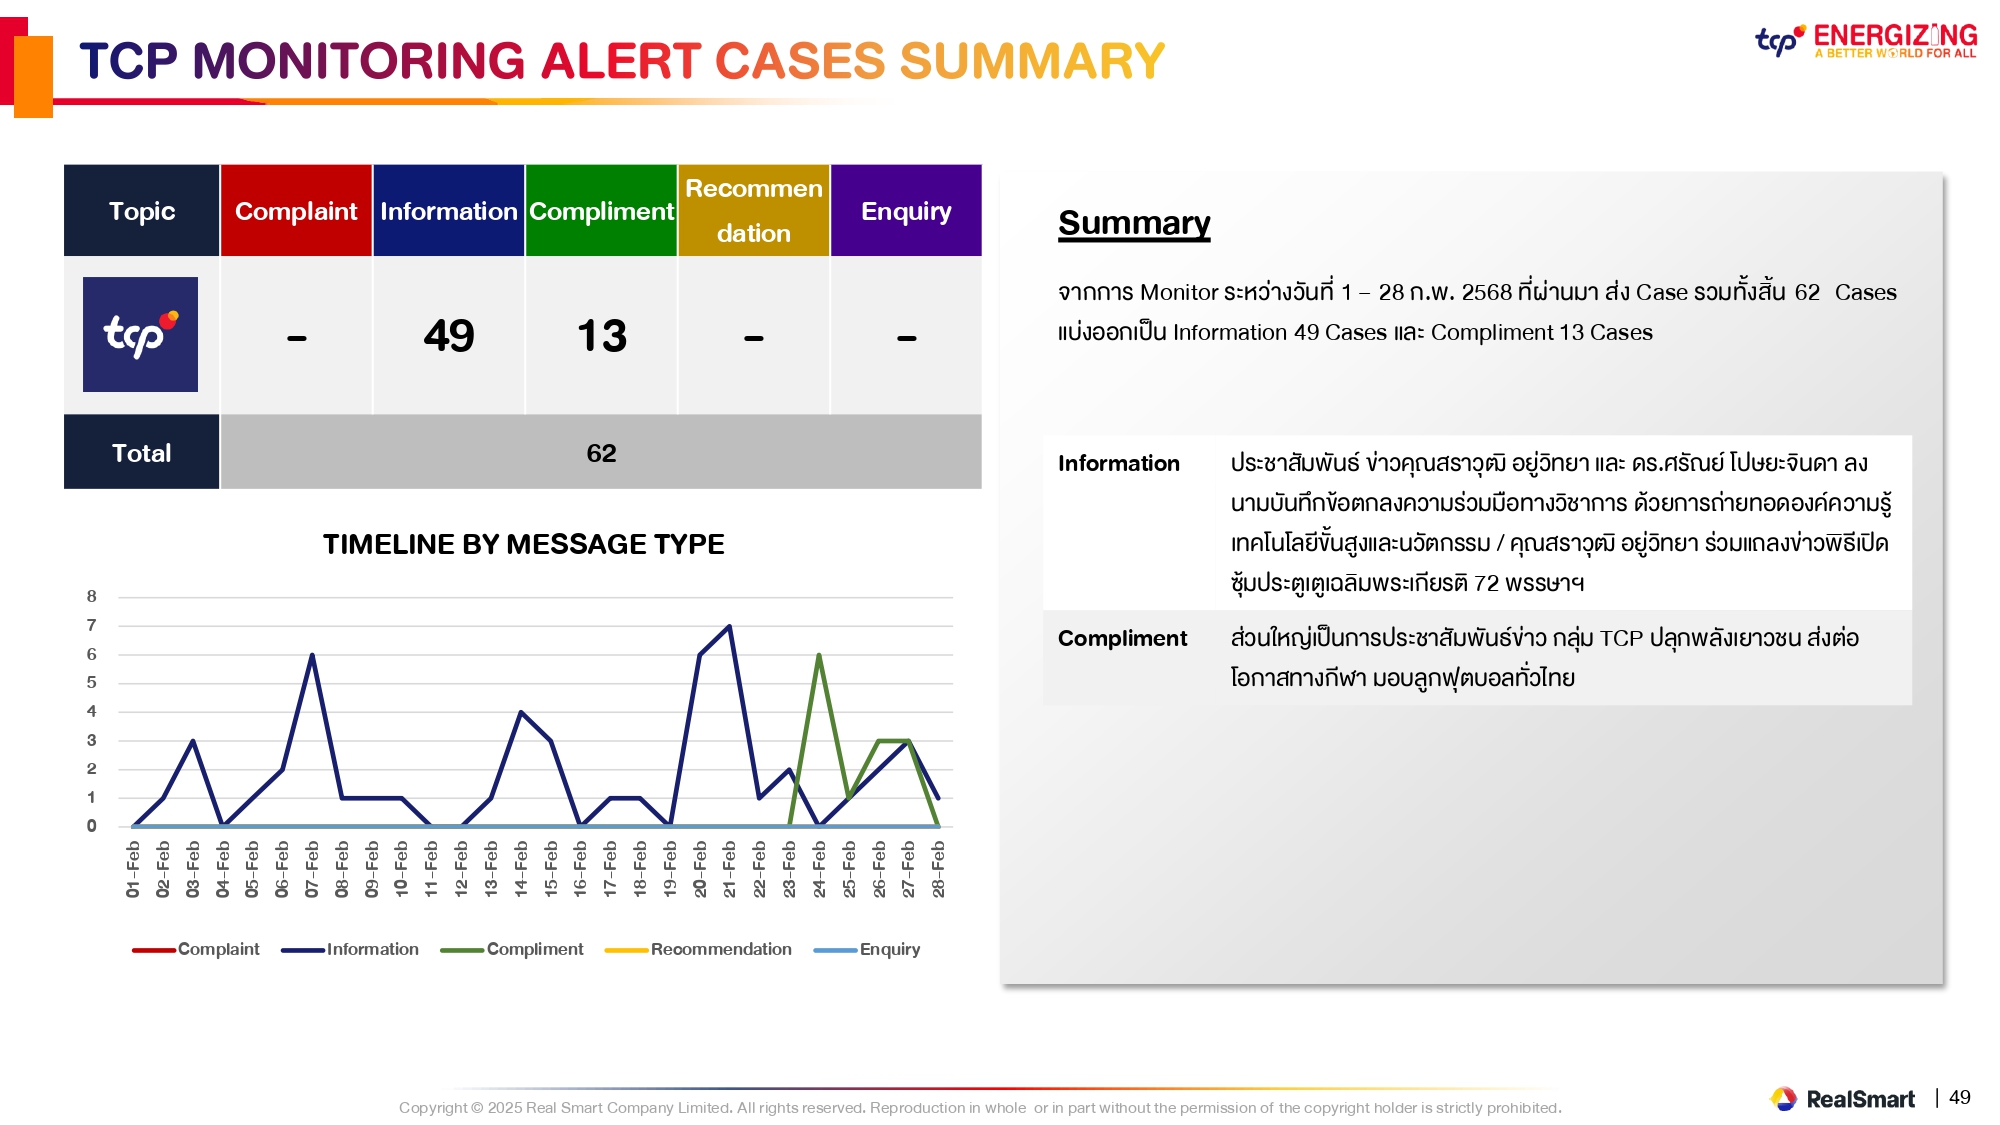 TCP MONITORING ALERT CASES SUMMARY
tcp ENERGIZING
A BETTER WORLD FOR ALL
Topic Complaint Information Compliment Recommen
dation Enquiry
tcp - 49 13 - -
Total 62
TIMELINE BY MESSAGE TYPE
8
7
6
5
4
3
2
1
0
01-Feb 02-Feb 03-Feb 04-Feb 05-Feb 06-Feb 07-Feb 08-Feb 09-Feb 10-Feb 11-Feb 12-Feb 13-Feb 14-Feb 15-Feb 16-Feb 17-Feb 18-Feb 19-Feb 20-Feb 21-Feb 22-Feb 23-Feb 24-Feb 25-Feb 26-Feb 27-Feb 28-Feb
Complaint Information Compliment Recommendation Enquiry
Summary
จากการ Monitor ระหว่างวันที่ 1 – 28 ก.พ. 2568 ที่ผ่านมา ส่ง Case รวมทั้งสิ้น 62 Cases
แบ่งออกเป็น Information 49 Cases และ Compliment 13 Cases
Information ประชาสัมพันธ์ ข่าวคุณสราวุฒิ อยู่วิทยา และ ดร.ศรัณย์ โปษยะจินดา ลง
นามบันทึกข้อตกลงความร่วมมือทางวิชาการ ด้วยการถ่ายทอดองค์ความรู้
เทคโนโลยีขั้นสูงและนวัตกรรม / คุณสราวุฒิ อยู่วิทยา ร่วมแถลงข่าวพิธีเปิด
ซุ้มประตูเตูเฉลิมพระเกียรติ 72 พรรษาฯ
Compliment ส่วนใหญ่เป็นการประชาสัมพันธ์ข่าว กลุ่ม TCP ปลุกพลังเยาวชน ส่งต่อ
โอกาสทางกีฬา มอบลูกฟุตบอลทั่วไทย
Copyright © 2025 Real Smart Company Limited. All rights reserved. Reproduction in whole or in part without the permission of the copyright holder is strictly prohibited.
RealSmart | 49